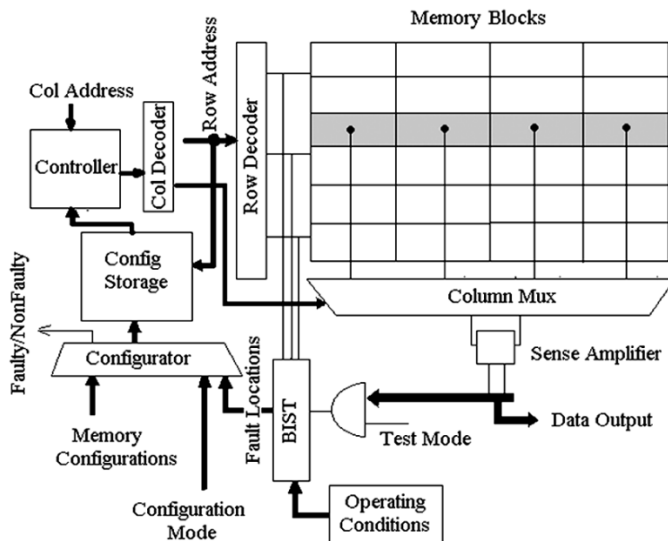 Memory Blocks
Col Address
Row Address
Controller
Col Decoder
Row Decoder
Config
Storage
Column Mux
Faulty/NonFaulty
Configurator
Sense Amplifier
Fault Locations
BIST
Data Output
Test Mode
Memory
Configurations
Configuration
Mode
Operating
Conditions